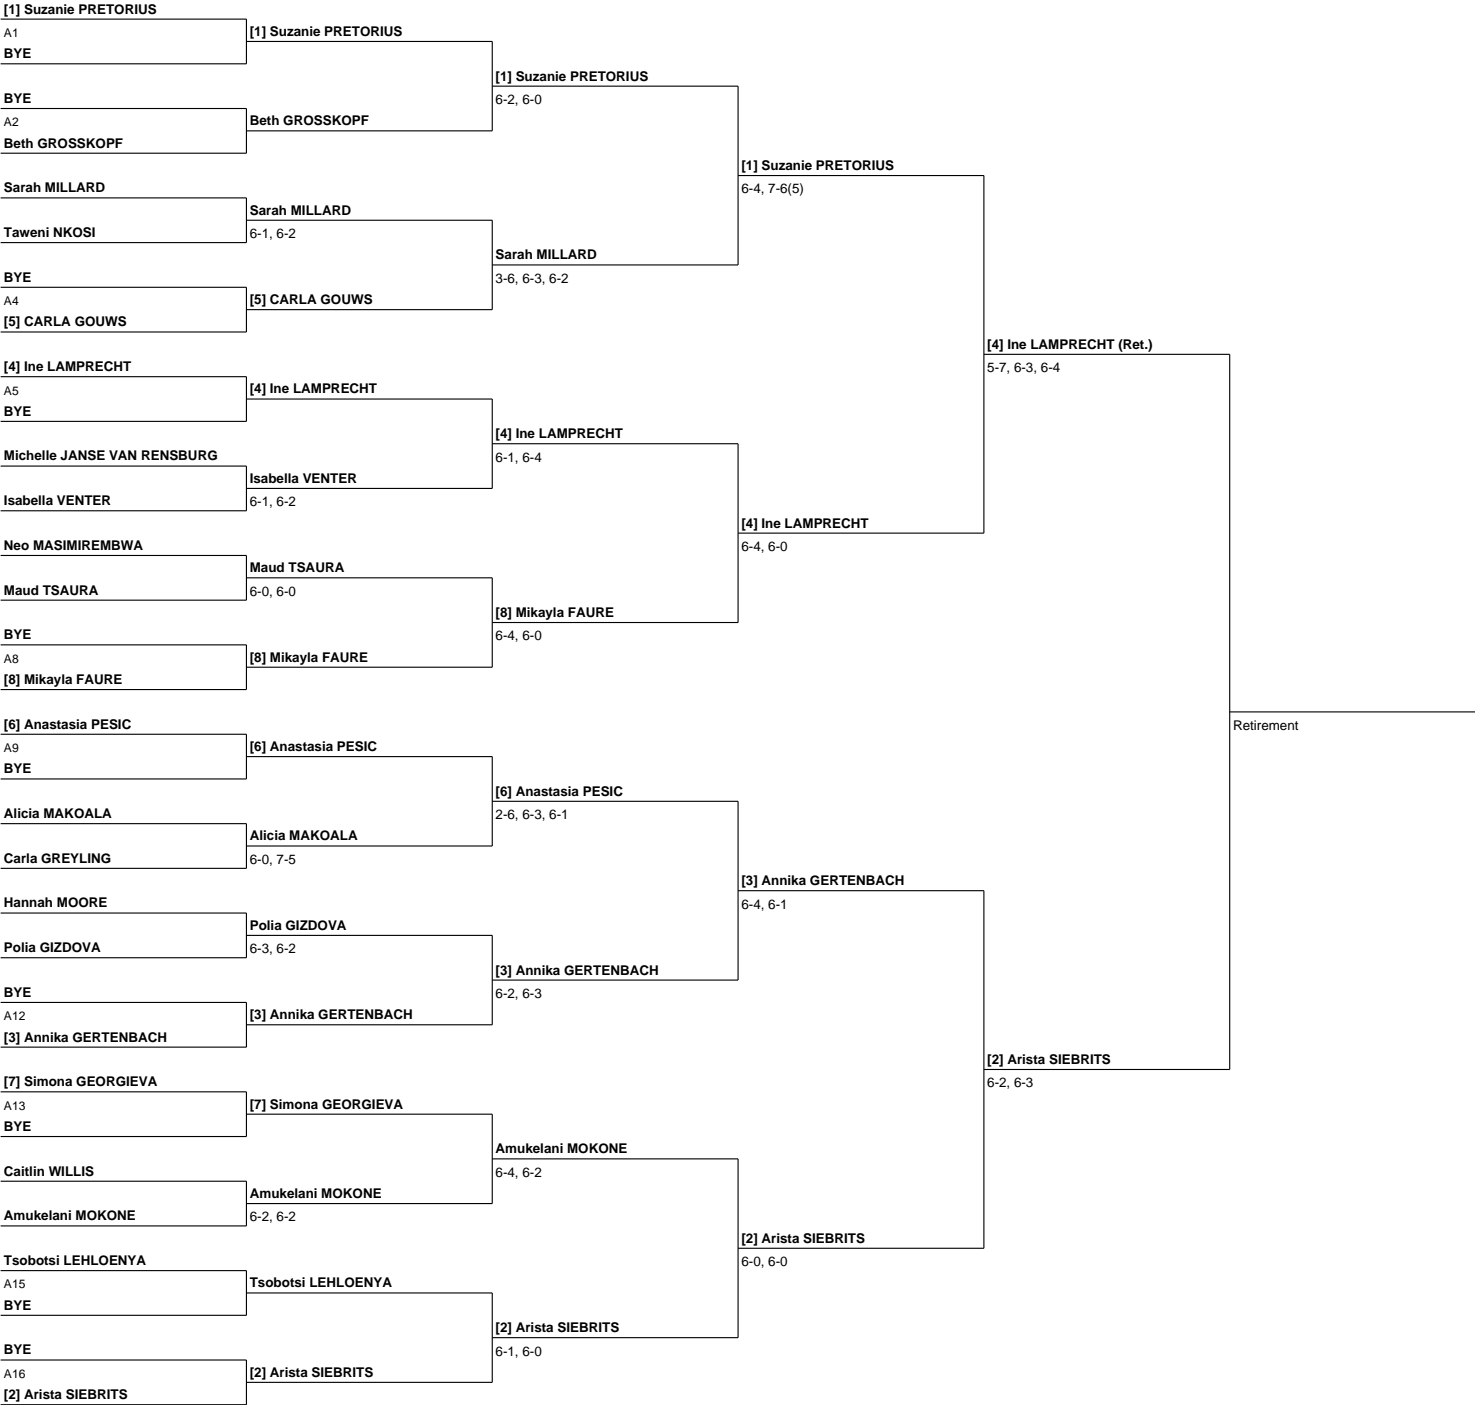 [1] Suzanie PRETORIUS
A1
BYE
BYE
A2
Beth GROSSKOPF
Sarah MILLARD
Taweni NKOSI
BYE
A4
[5] CARLA GOUWS
[4] Ine LAMPRECHT
A5
BYE
Michelle JANSE VAN RENSBURG
Isabella VENTER
Neo MASIMIREMBWA
Maud TSAURA
BYE
A8
[8] Mikayla FAURE
[6] Anastasia PESIC
A9
BYE
Alicia MAKOALA
Carla GREYLING
Hannah MOORE
Polia GIZDOVA
BYE
A12
[3] Annika GERTENBACH
[7] Simona GEORGIEVA
A13
BYE
Caitlin WILLIS
Amukelani MOKONE
Tsobotsi LEHLOENYA
A15
BYE
BYE
A16
[2] Arista SIEBRITS
[1] Suzanie PRETORIUS
Beth GROSSKOPF
Sarah MILLARD
6-1, 6-2
[5] CARLA GOUWS
[4] Ine LAMPRECHT
Isabella VENTER
6-1, 6-2
Maud TSAURA
6-0, 6-0
[8] Mikayla FAURE
[6] Anastasia PESIC
Alicia MAKOALA
6-0, 7-5
Polia GIZDOVA
6-3, 6-2
[3] Annika GERTENBACH
[7] Simona GEORGIEVA
Amukelani MOKONE
6-2, 6-2
Tsobotsi LEHLOENYA
[2] Arista SIEBRITS
[1] Suzanie PRETORIUS
6-2, 6-0
Sarah MILLARD
3-6, 6-3, 6-2
[4] Ine LAMPRECHT
6-1, 6-4
[8] Mikayla FAURE
6-4, 6-0
[6] Anastasia PESIC
2-6, 6-3, 6-1
[3] Annika GERTENBACH
6-2, 6-3
Amukelani MOKONE
6-4, 6-2
[2] Arista SIEBRITS
6-1, 6-0
[1] Suzanie PRETORIUS
6-4, 7-6(5)
[4] Ine LAMPRECHT
6-4, 6-0
[3] Annika GERTENBACH
6-4, 6-1
[2] Arista SIEBRITS
6-0, 6-0
[4] Ine LAMPRECHT (Ret.)
5-7, 6-3, 6-4
[2] Arista SIEBRITS
6-2, 6-3
Retirement